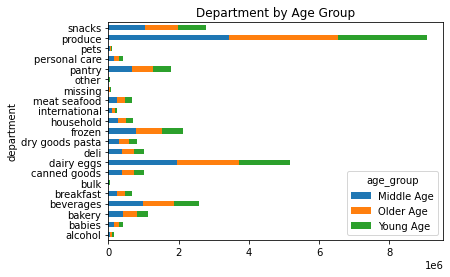 Department by Age Group
snacks
produce
pets
personal care
pantry
other
missing
meat seafood
international
household
frozen
dry goods pasta
deli
dairy eggs
canned goods
bulk
breakfast
beverages
bakery
babies
alcohol
department
age_group
Middle Age
Older Age
Young Age
0 2 4 6 8
1e6